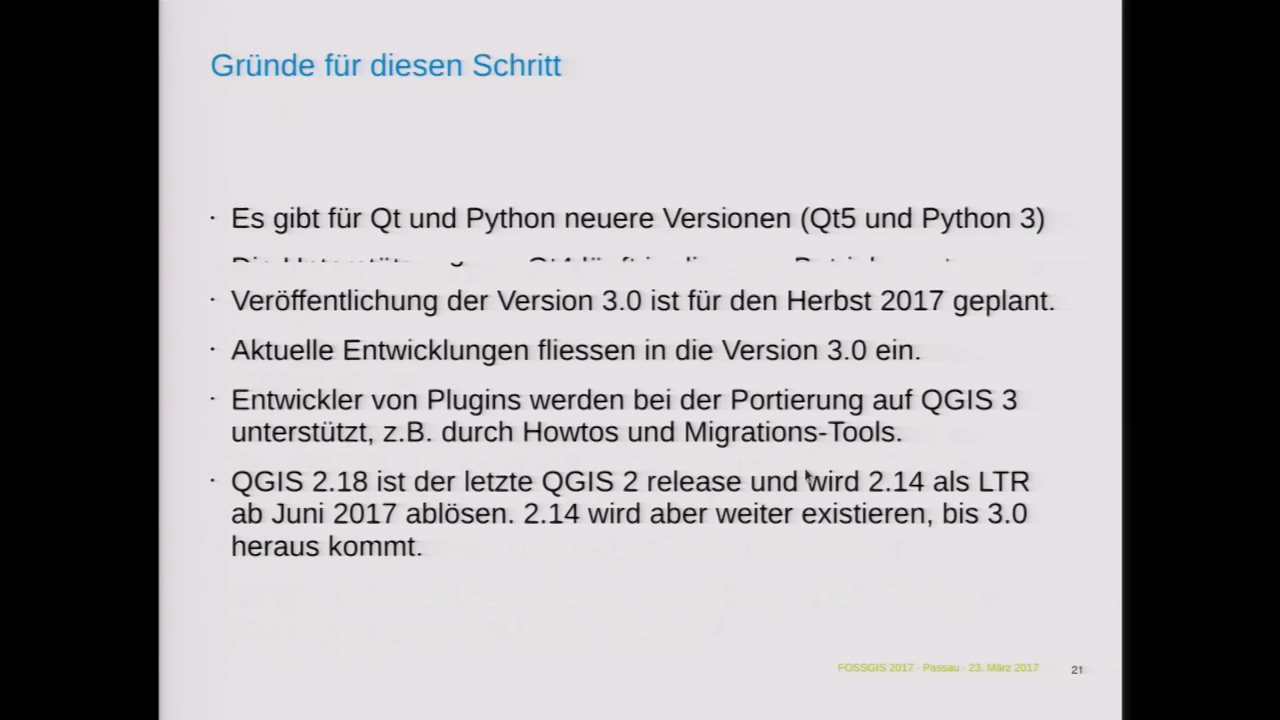 Gründe für diesen Schritt
· Es gibt für Qt und Python neuere Versionen (Qt5 und Python 3)
· Veröffentlichung der Version 3.0 ist für den Herbst 2017 geplant.
· Aktuelle Entwicklungen fliessen in die Version 3.0 ein.
· Entwickler von Plugins werden bei der Portierung auf QGIS 3
unterstützt, z.B. durch Howtos und Migrations-Tools.
· QGIS 2.18 ist der letzte QGIS 2 release und wird 2.14 als LTR
ab Juni 2017 ablösen. 2.14 wird aber weiter existieren, bis 3.0
heraus kommt.
FOSSGIS 2017 - Passau - 23. März 2017 21